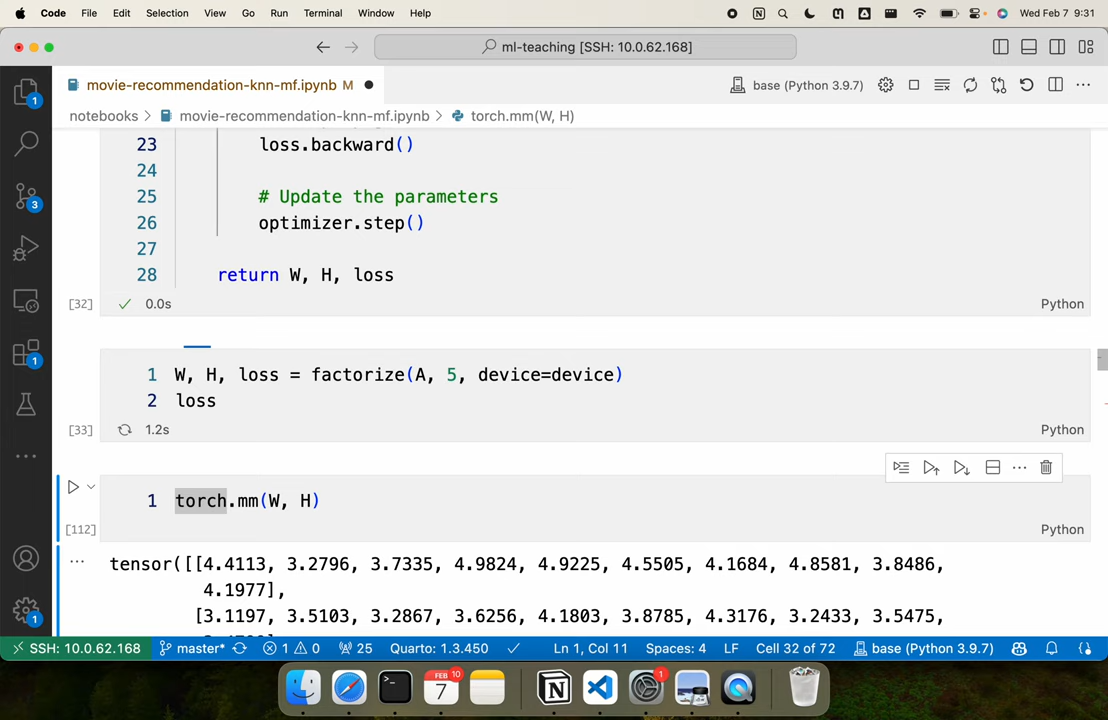 Code File Edit Selection View Go Run Terminal Window Help Wed Feb 7 9:31
ml-teaching [SSH: 10.0.62.168]
movie-recommendation-knn-mf.ipynb M base (Python 3.9.7)
notebooks > movie-recommendation-knn-mf.ipynb > torch.mm(W, H)
23 loss.backward()
24
25 # Update the parameters
26 optimizer.step()
27
28 return W, H, loss
[32] 0.0s Python
1 W, H, loss = factorize(A, 5, device=device)
2 loss
[33] 1.2s Python
1 torch.mm(W, H)
[112] Python
tensor([[4.4113, 3.2796, 3.7335, 4.9824, 4.9225, 4.5505, 4.1684, 4.8581, 3.8486,
4.1977],
[3.1197, 3.5103, 3.2867, 3.6256, 4.1803, 3.8785, 4.3176, 3.2433, 3.5475,
1
3
1
1
SSH: 10.0.62.168 master* 1 0 25 Quarto: 1.3.450 Ln 1, Col 11 Spaces: 4 LF Cell 32 of 72 base (Python 3.9.7)
FEB 10 1
7